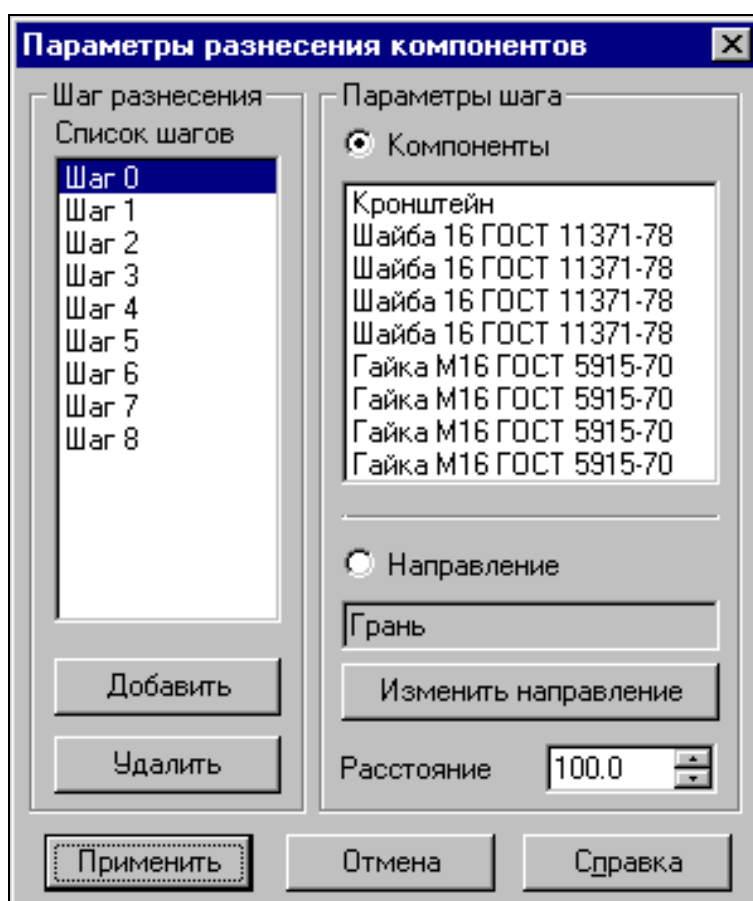 Параметры разнесения компонентов
Шаг разнесения
Список шагов
Шаг 0
Шаг 1
Шаг 2
Шаг 3
Шаг 4
Шаг 5
Шаг 6
Шаг 7
Шаг 8
Добавить
Удалить
Параметры шага
Компоненты
Кронштейн
Шайба 16 ГОСТ 11371-78
Шайба 16 ГОСТ 11371-78
Шайба 16 ГОСТ 11371-78
Шайба 16 ГОСТ 11371-78
Гайка М16 ГОСТ 5915-70
Гайка М16 ГОСТ 5915-70
Гайка М16 ГОСТ 5915-70
Гайка М16 ГОСТ 5915-70
Направление
Грань
Изменить направление
Расстояние 100.0
Применить Отмена Справка